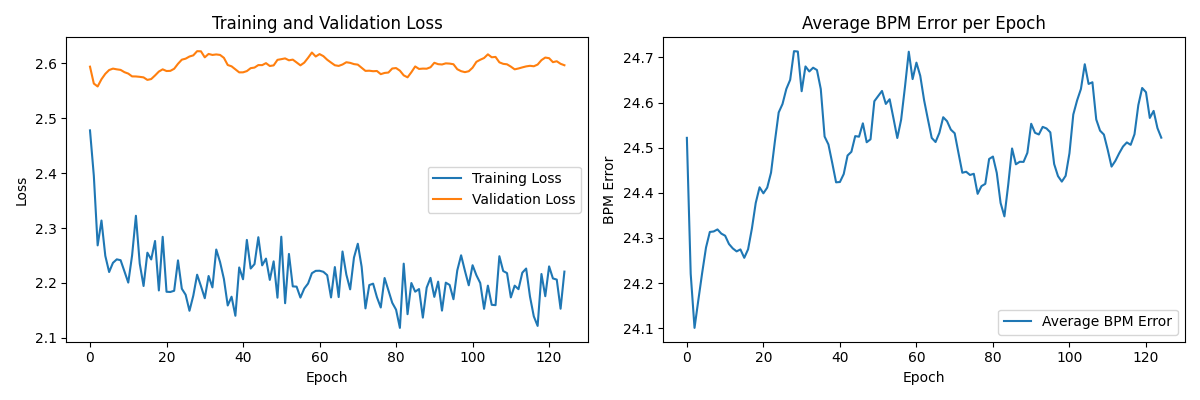 Training and Validation Loss
Loss
2.6
2.5
2.4
2.3
2.2
2.1
Training Loss
Validation Loss
0 20 40 60 80 100 120
Epoch
Average BPM Error per Epoch
BPM Error
24.7
24.6
24.5
24.4
24.3
24.2
24.1
Average BPM Error
0 20 40 60 80 100 120
Epoch